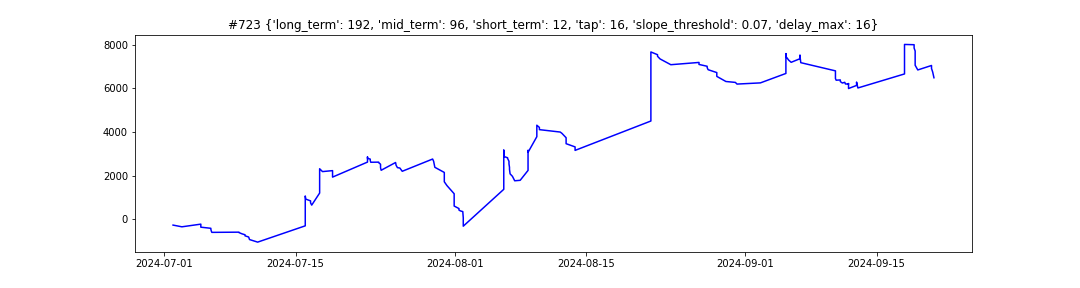 #723 {'long_term': 192, 'mid_term': 96, 'short_term': 12, 'tap': 16, 'slope_threshold': 0.07, 'delay_max': 16}
8000
6000
4000
2000
0
2024-07-01 2024-07-15 2024-08-01 2024-08-15 2024-09-01 2024-09-15